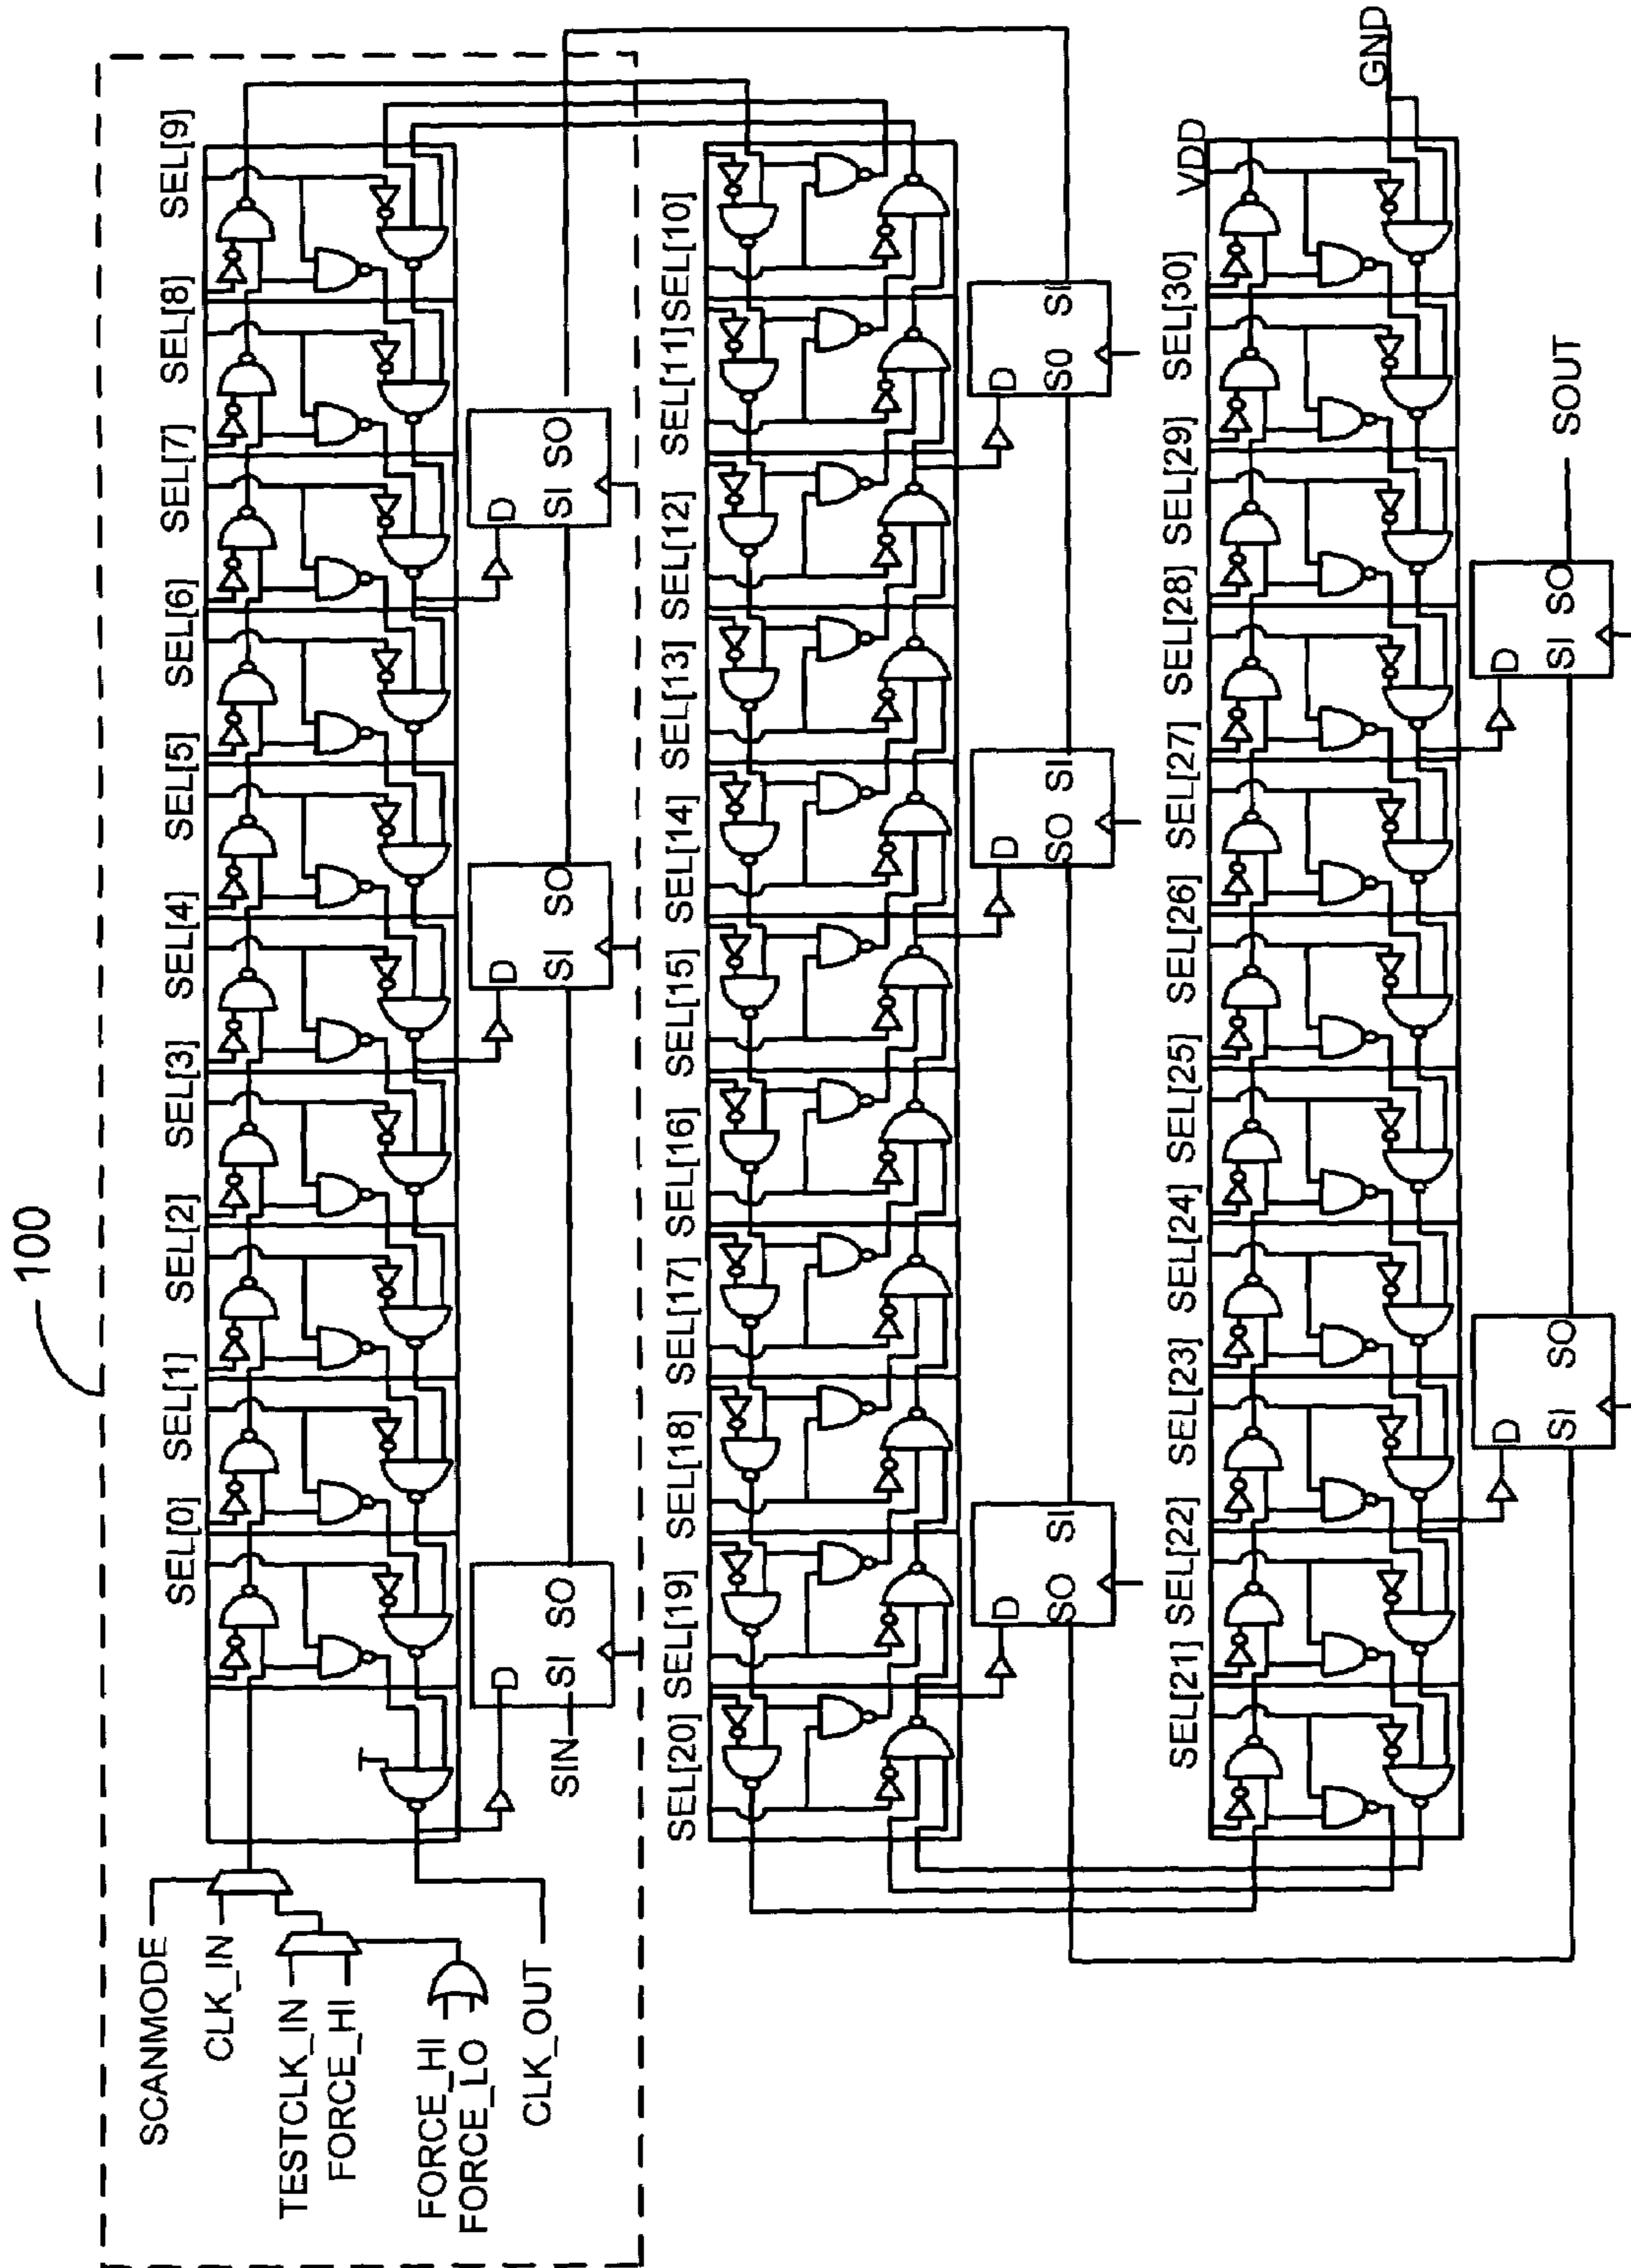 100
SCANMODE
SEL[0] SEL[1] SEL[2] SEL[3] SEL[4] SEL[5] SEL[6] SEL[7] SEL[8] SEL[9]
CLK_IN
TESTCLK_IN
FORCE_HI
FORCE_HI
FORCE_LO
CLK_OUT
D D D
SIN SI SO SI SO SI SO
SEL[20] SEL[19] SEL[18] SEL[17] SEL[16] SEL[15] SEL[14] SEL[13] SEL[12] SEL[11] SEL[10]
D D D
SO SI SO SI S0 SI
SEL[21] SEL[22] SEL[23] SEL[24] SEL[25] SEL[26] SEL[27] SEL[28] SEL[29] SEL[30] VDD
GND
D D
SI SO SI SO SOUT